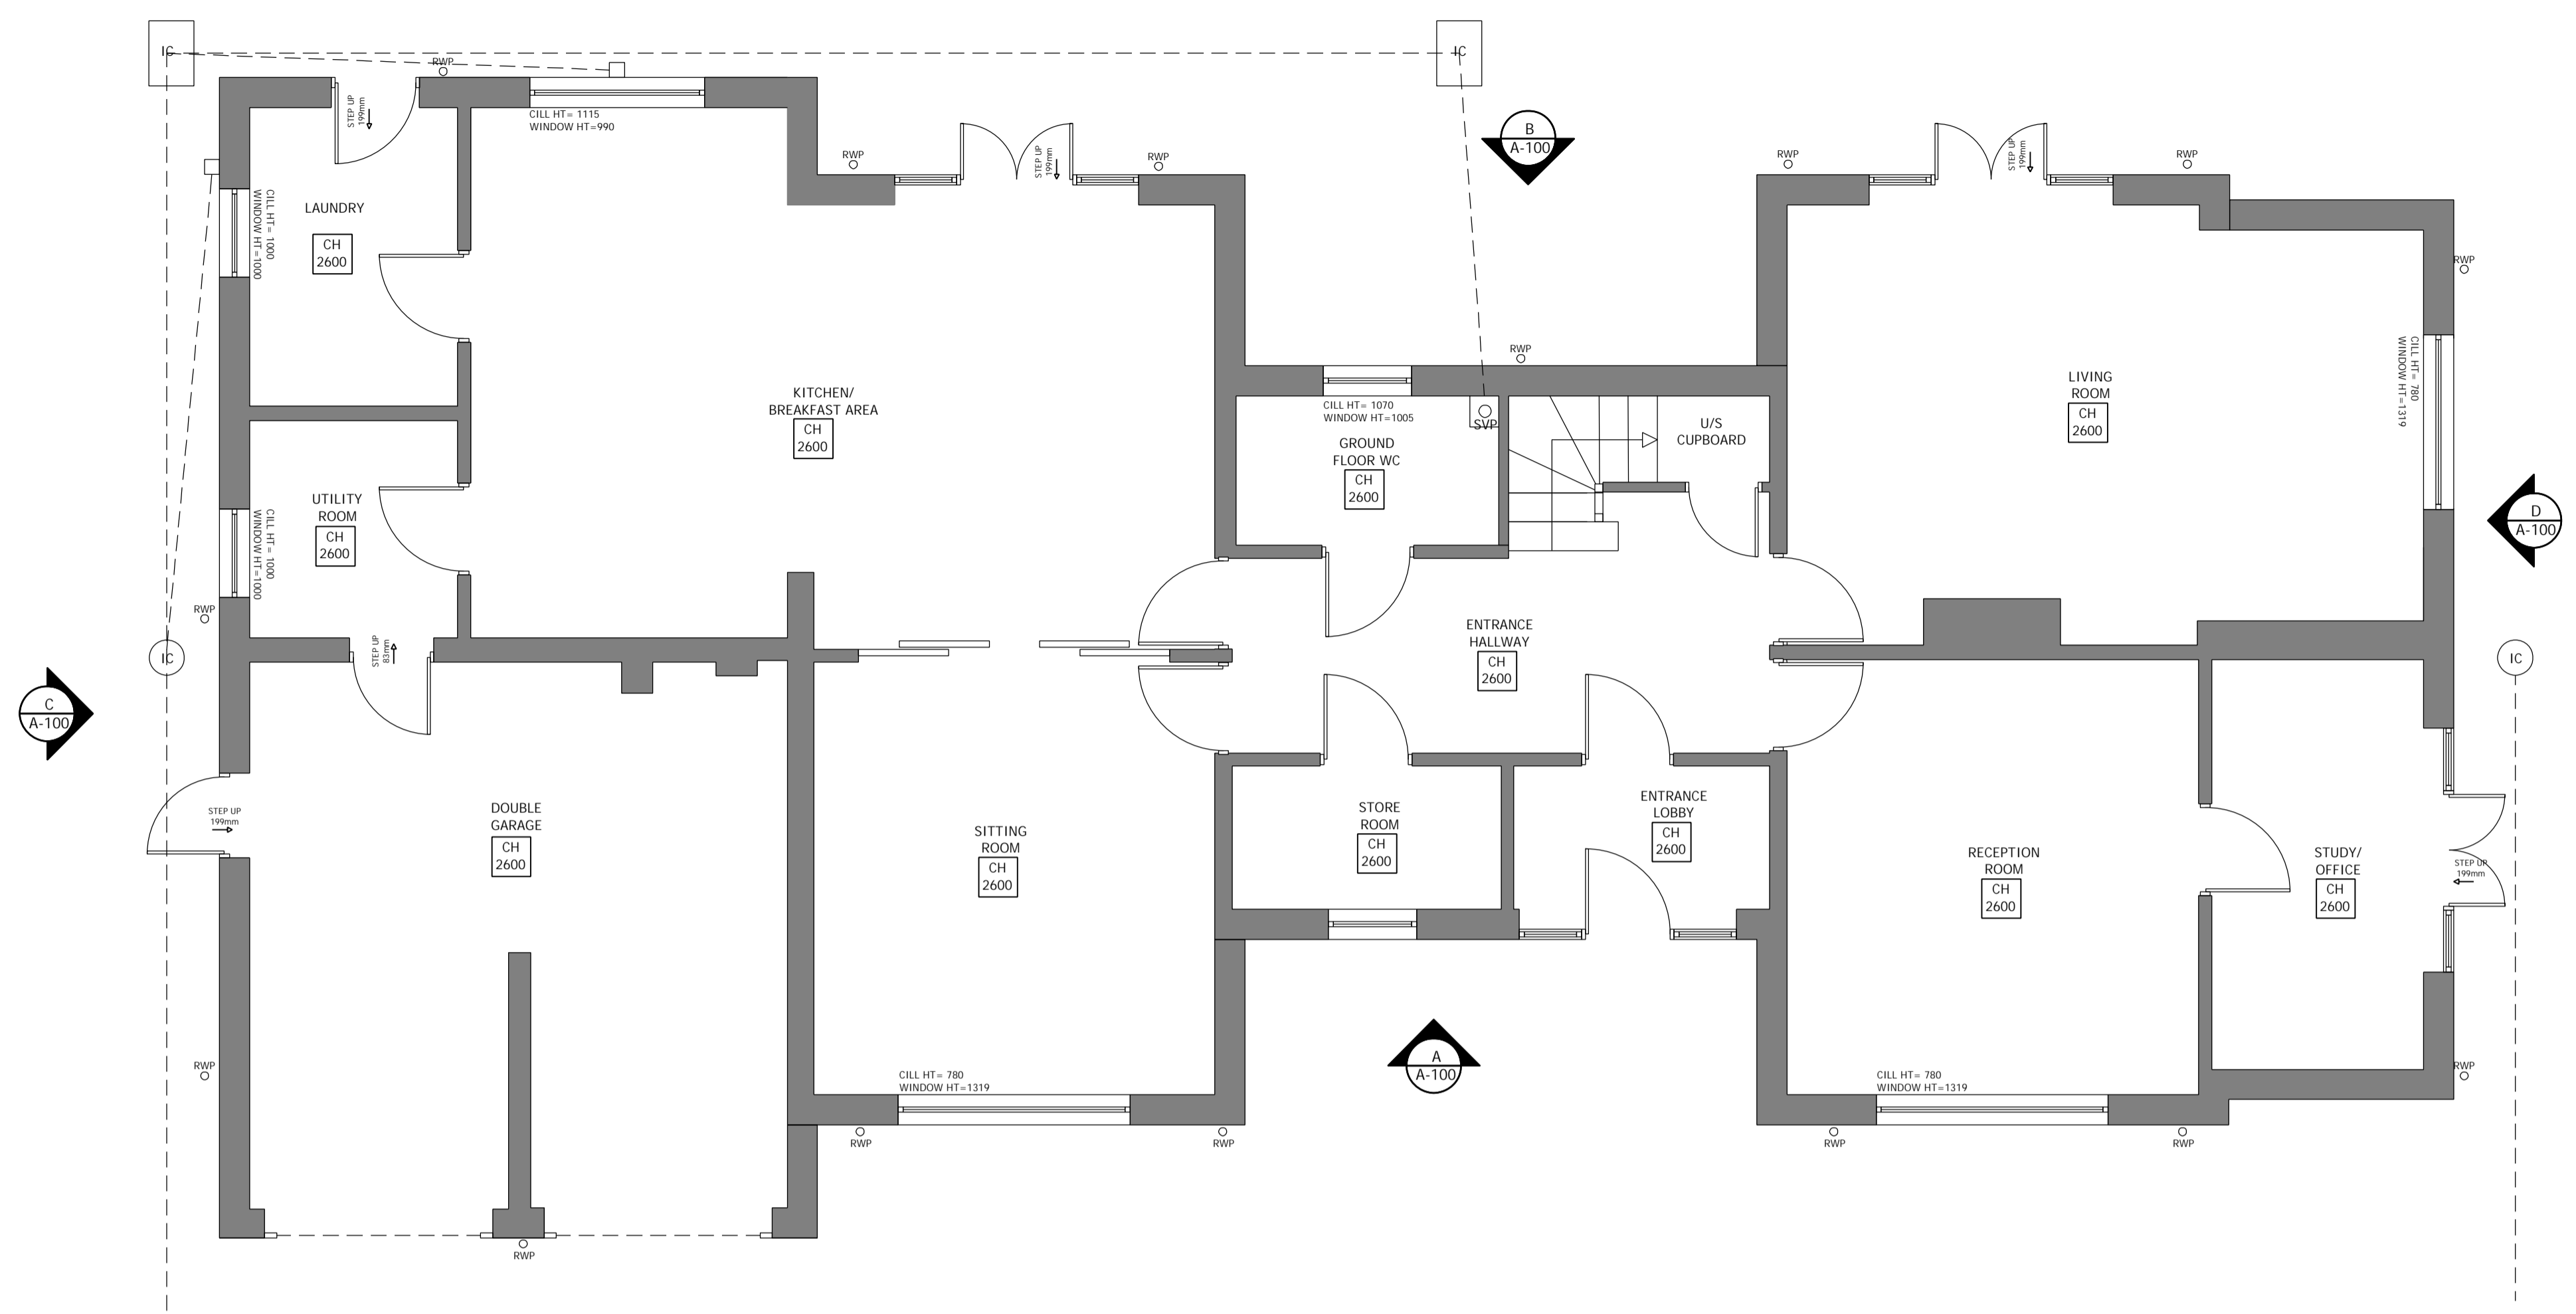 IC
IC
RWP
STEP UP
199mm
CILL HT= 1115
WINDOW HT=990
B
A-100
RWP
STEP UP
199mm
RWP
RWP
STEP UP
199mm
RWP
LAUNDRY
CH
2600
CILL HT= 1000
WINDOW HT=1000
RWP
KITCHEN/
BREAKFAST AREA
CH
2600
RWP
CILL HT= 1070
WINDOW HT=1005
SVP
GROUND
FLOOR WC
CH
2600
U/S
CUPBOARD
LIVING
ROOM
CH
2600
CILL HT= 780
WINDOW HT=1319
UTILITY
ROOM
CH
2600
CILL HT= 1000
WINDOW HT=1000
D
A-100
RWP
IC
STEP UP
83mm
ENTRANCE
HALLWAY
CH
2600
IC
C
A-100
STEP UP
199mm
DOUBLE
GARAGE
CH
2600
SITTING
ROOM
CH
2600
STORE
ROOM
CH
2600
ENTRANCE
LOBBY
CH
2600
RECEPTION
ROOM
CH
2600
STUDY/
OFFICE
CH
2600
STEP UP
199mm
RWP
CILL HT= 780
WINDOW HT=1319
A
A-100
CILL HT= 780
WINDOW HT=1319
RWP
RWP
RWP
RWP
RWP
RWP